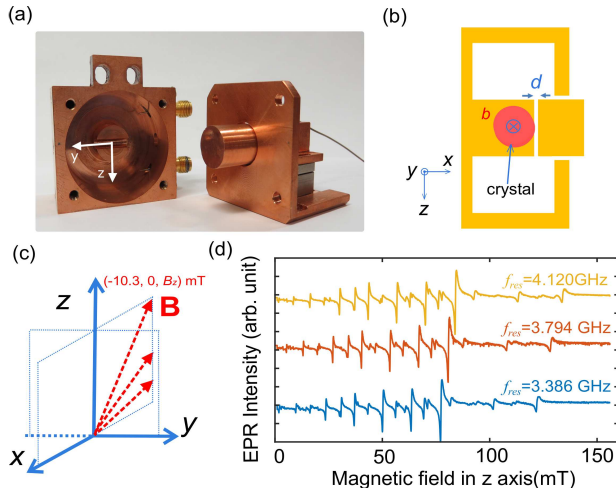 (a)
y
z
(b)
d
b
y
x
z
crystal
(c)
z
(-10.3, 0, Bz) mT
B
y
x
(d)
EPR Intensity (arb. unit)
fres=4.120GHz
fres=3.794 GHz
fres=3.386 GHz
0
50
100
150
Magnetic field in z axis(mT)